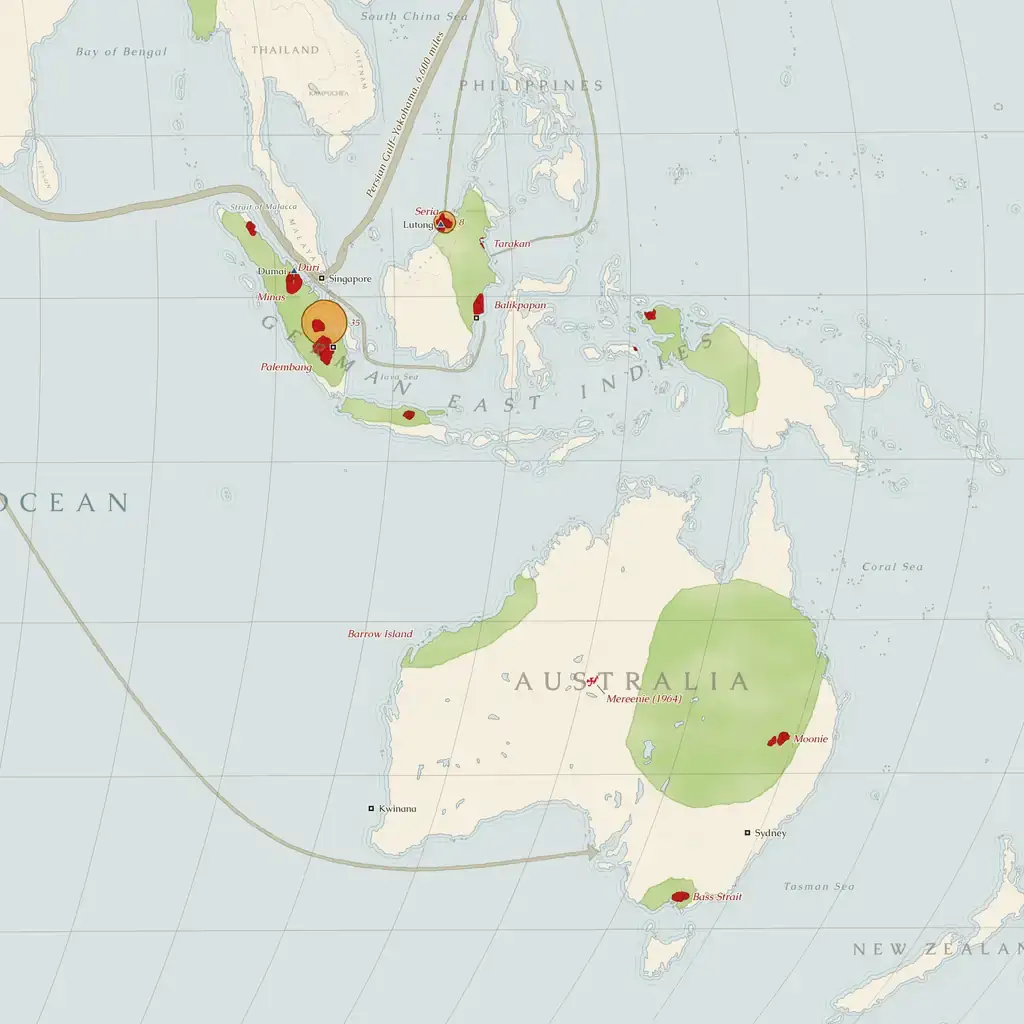 South China Sea
Bay of Bengal
THAILAND
VIETNAM
KAMPUCHEA
PHILIPPINES
Persian Gulf–Yokohama, 6,600 miles
CEYLON
Strait of Malacca
MALAYA
Seria
8
Lutong
Tarakan
Dumai
Duri
Singapore
Minas
Balikpapan
35
Palembang
Java Sea
GERMAN EAST INDIES
OCEAN
Coral Sea
Barrow Island
AUSTRALIA
Mereenie (1964)
Moonie
Kwinana
Sydney
Tasman Sea
Bass Strait
NEW ZEALAN